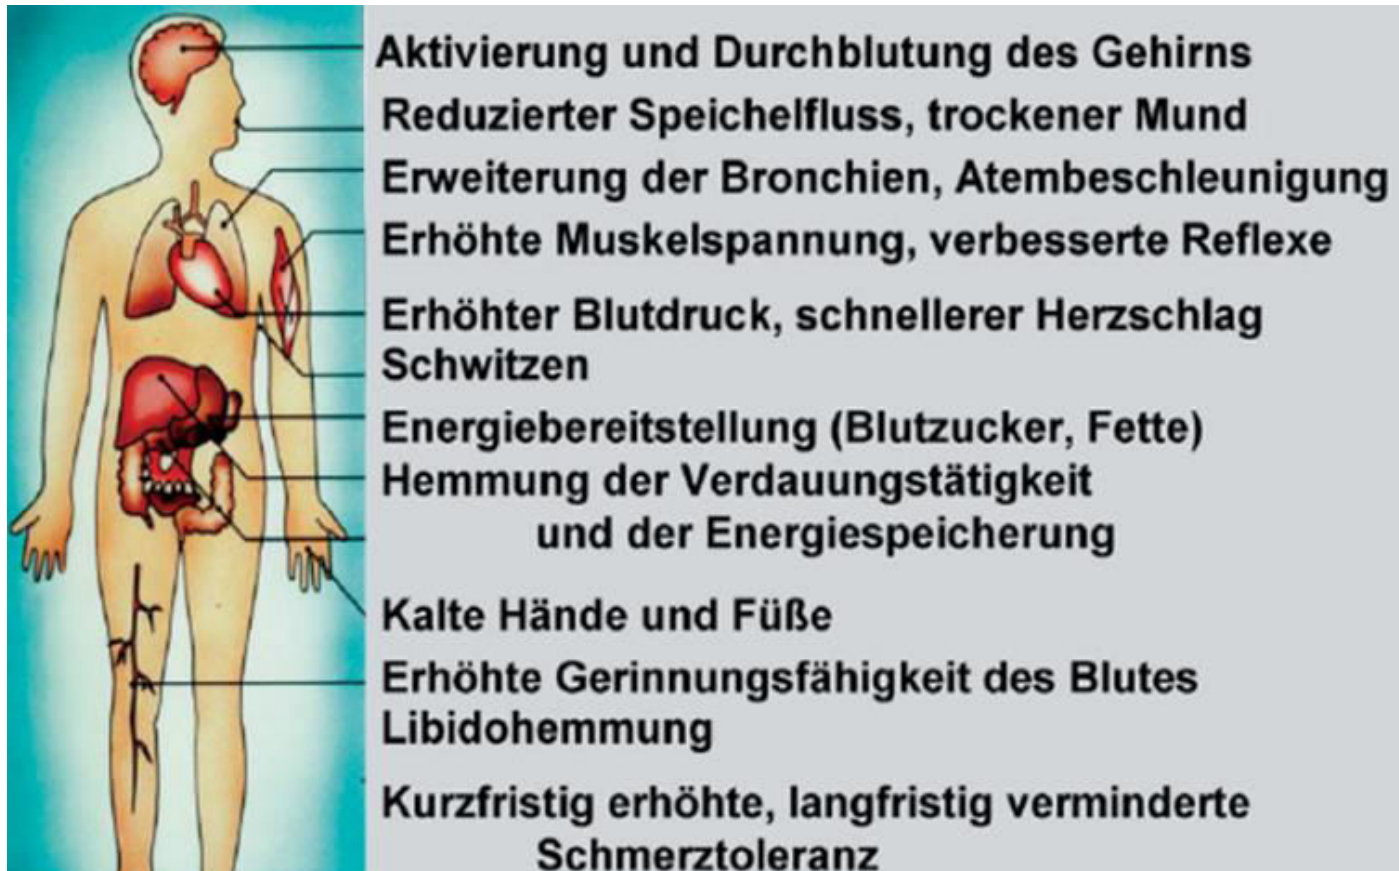 Aktivierung und Durchblutung des Gehirns
Reduzierter Speichelfluss, trockener Mund
Erweiterung der Bronchien, Atembeschleunigung
Erhöhte Muskelspannung, verbesserte Reflexe
Erhöhter Blutdruck, schnellerer Herzschlag
Schwitzen
Energiebereitstellung (Blutzucker, Fette)
Hemmung der Verdauungstätigkeit
und der Energiespeicherung
Kalte Hände und Füße
Erhöhte Gerinnungsfähigkeit des Blutes
Libidohemmung
Kurzfristig erhöhte, langfristig verminderte
Schmerztoleranz